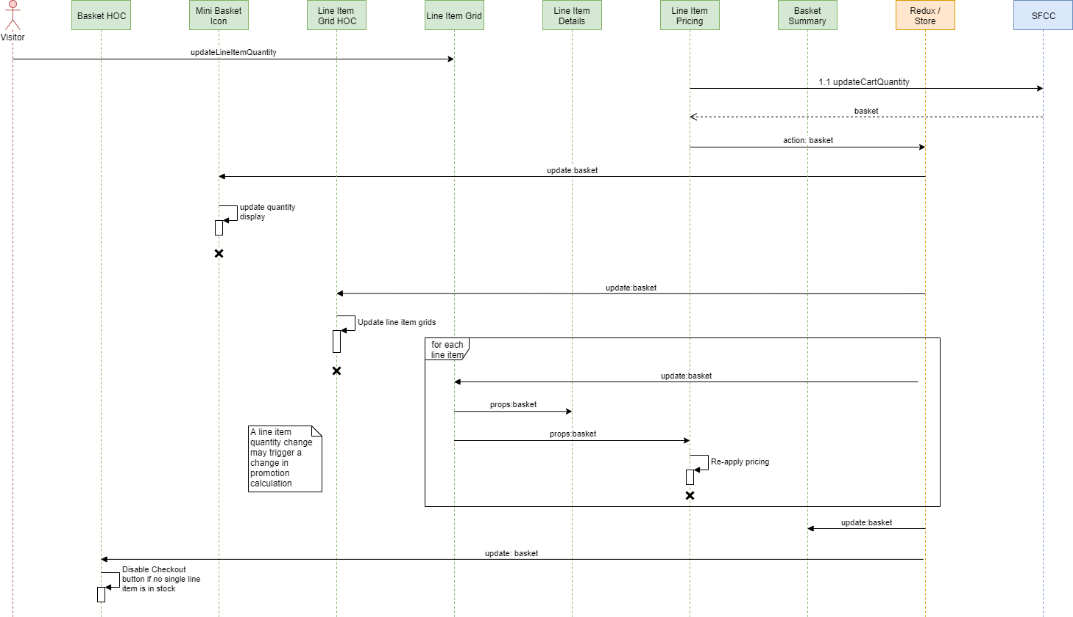 Visitor
Basket HOC
Mini Basket
Icon
Line Item
Grid HOC
Line Item Grid
Line Item
Details
Line Item
Pricing
Basket
Summary
Redux /
Store
SFCC
updateLineItemQuantity
1.1 updateCartQuantity
basket
action: basket
update:basket
update quantity
display
update:basket
Update line item grids
for each
line item
update:basket
props:basket
props:basket
A line item
quantity change
may trigger a
change in
promotion
calculation
Re-apply pricing
update:basket
update: basket
Disable Checkout
button if no single line
item is in stock